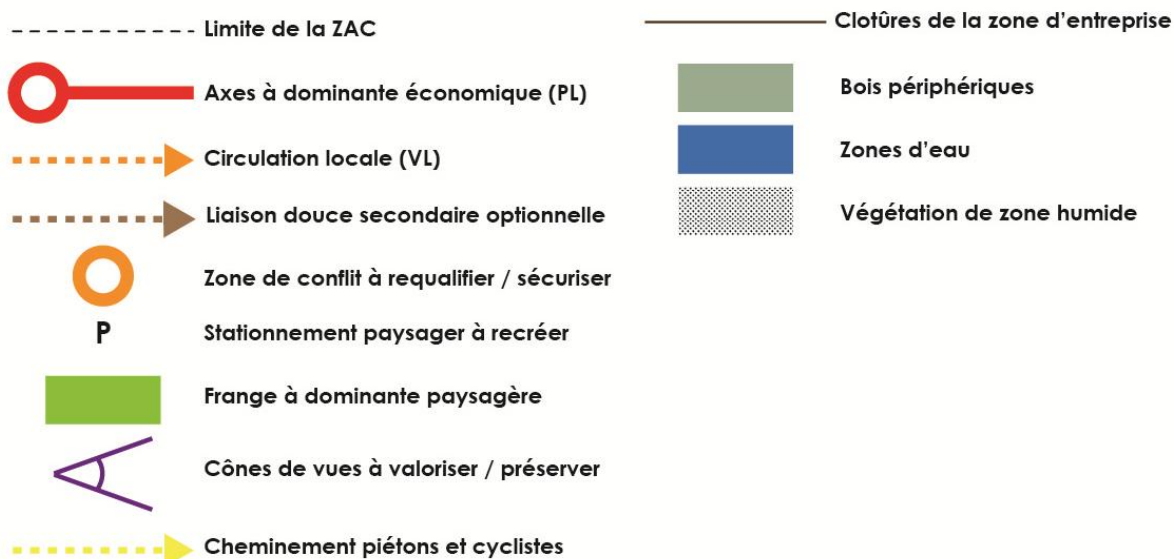 Limite de la ZAC
Axes à dominante économique (PL)
Circulation locale (VL)
Liaison douce secondaire optionnelle
Zone de conflit à requalifier / sécuriser
P Stationnement paysager à recréer
Frange à dominante paysagère
Cônes de vues à valoriser / préserver
Cheminement piétons et cyclistes
Clotûres de la zone d'entreprise
Bois périphériques
Zones d'eau
Végétation de zone humide